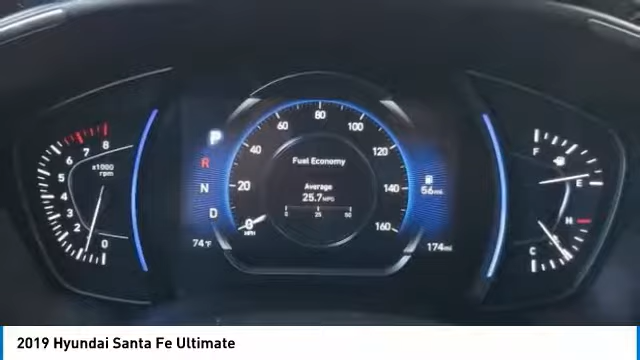 8
7
6
5
4
3
2
0
x1000
rpm
P
R
N
D
74°F
0
MPH
20
40
60
80
100
120
140
160
Fuel Economy
Average
25.7 MPG
0 25 50
56mi
174mi
F
E
H
C
2019 Hyundai Santa Fe Ultimate